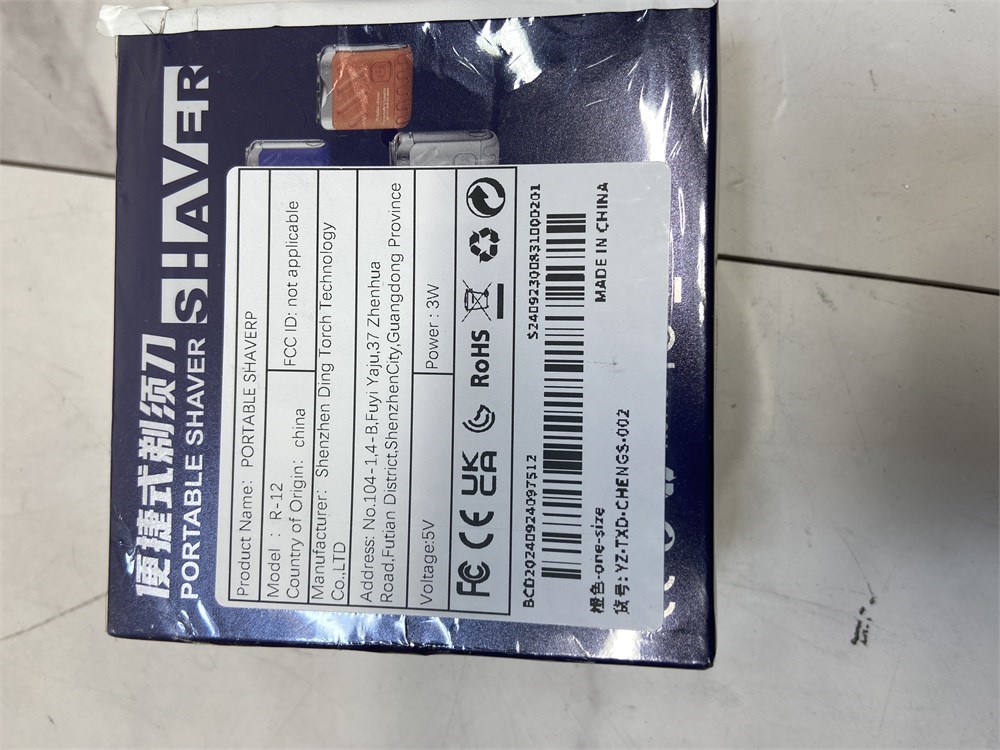 便捷式剃须刀
PORTABLE SHAVER
SHAVER
Product Name: PORTABLE SHAVERP
Model : R-12
FCC ID: not applicable
Country of Origin: china
Manufacturer: Shenzhen Ding Torch Technology
Co.,LTD
Address: No.104-1,4-B,Fuyi Yaju,37 Zhenhua
Road,Futian District,ShenzhenCity,Guangdong Province
Voltage:5V
Power : 3W
FC CE UK
CA
RoHS
BCD20240924097512
S2409230083100D201
橙色-one-size
MADE IN CHINA
货号: YZ-TXD-CHENGS-002